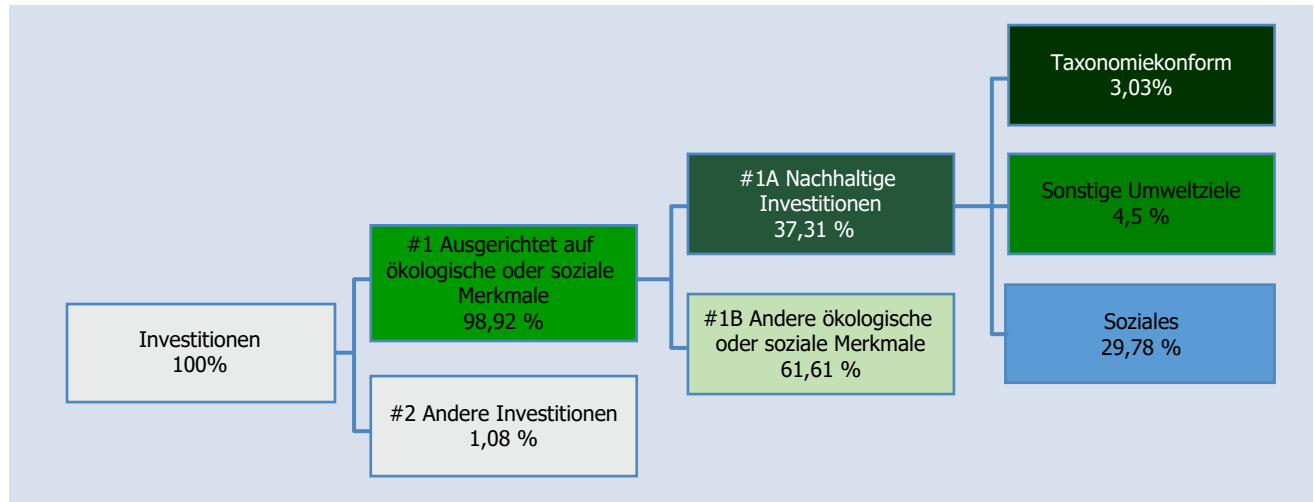 Investitionen
100%
#1 Ausgerichtet auf
ökologische oder soziale
Merkmale
98,92 %
#2 Andere Investitionen
1,08 %
#1A Nachhaltige
Investitionen
37,31 %
#1B Andere ökologische
oder soziale Merkmale
61,61 %
Taxonomiekonform
3,03%
Sonstige Umweltziele
4,5 %
Soziales
29,78 %